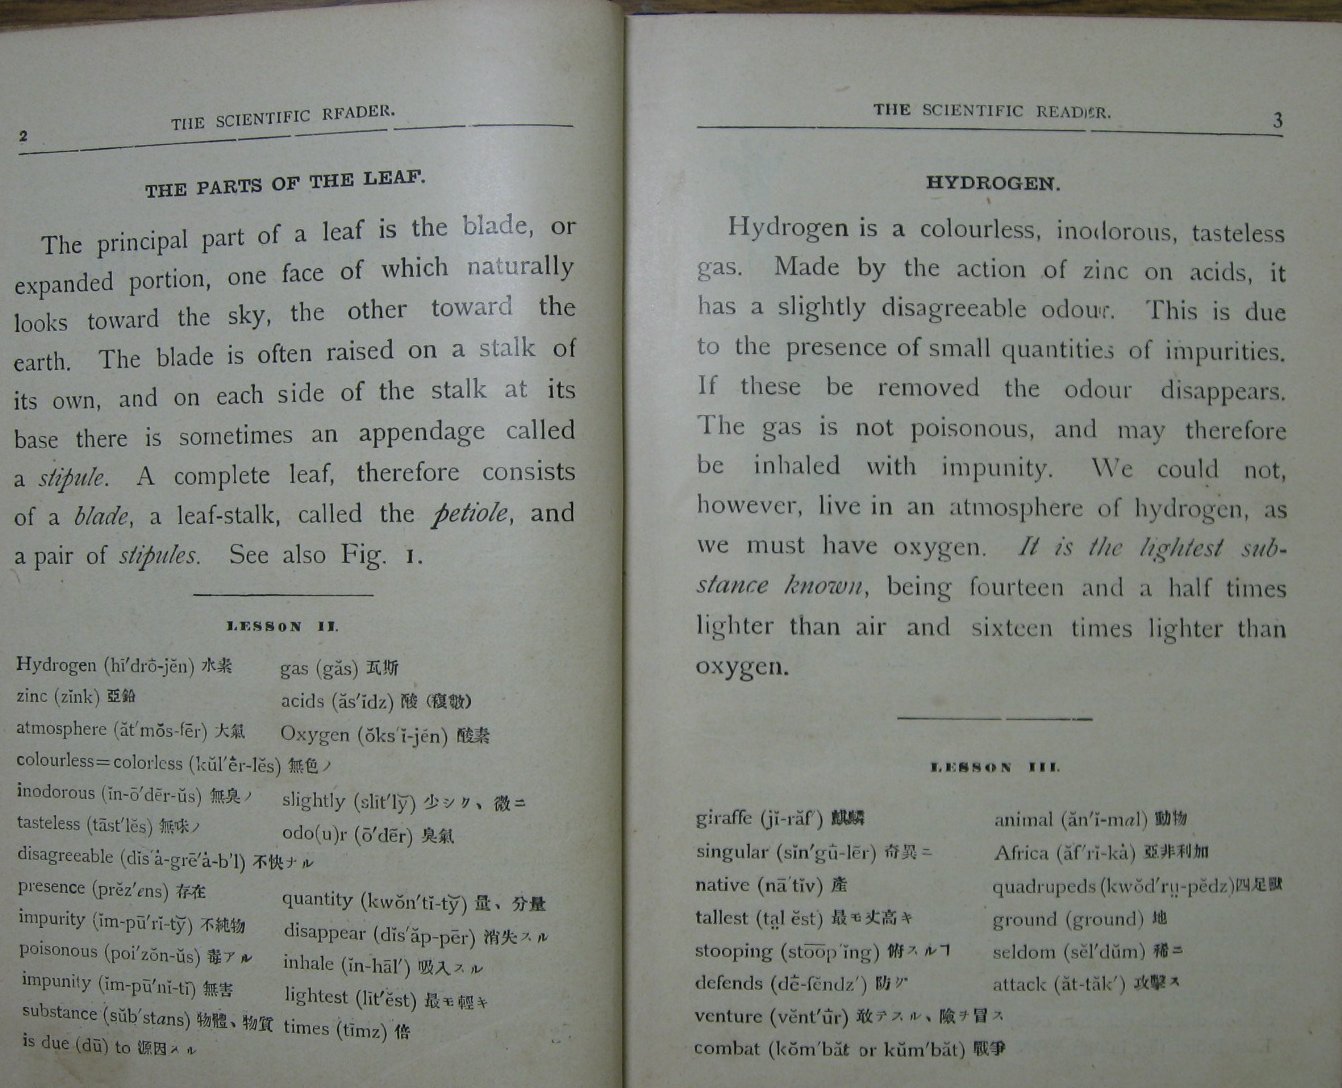 2
THE SCIENTIFIC READER.
THE PARTS OF THE LEAF.
The principal part of a leaf is the blade, or
expanded portion, one face of which naturally
looks toward the sky, the other toward the
earth. The blade is often raised on a stalk of
its own, and on each side of the stalk at its
base there is sometimes an appendage called
a stipule. A complete leaf, therefore consists
of a blade, a leaf-stalk, called the petiole, and
a pair of stipules. See also Fig. 1.
LESSON II.
Hydrogen (hī′drō-jĕn) 水素
zinc (zĭnk) 亞鉛
atmosphere (ăt′mŏs-fēr) 大氣
colourless=colorless (kŭl′ẽr-lĕs) 無色ノ
inodorous (ĭn-ō′dẽr-ŭs) 無臭ノ
tasteless (tāst′lĕs) 無味ノ
disagreeable (dĭs′ȧ-grē′ȧ-b'l) 不快ナル
presence (prĕz′ens) 存在
impurity (ĭm-pū′rĭ-ty̆) 不純物
poisonous (poi′zŏn-ŭs) 毒アル
impunity (ĭm-pū′nĭ-tĭ) 無害
substance (sŭb′stans) 物體、物質
is due (dū) to 源因スル
gas (găs) 瓦斯
acids (ăs′ĭdz) 酸 (複數)
Oxygen (ŏks′ĭ-jĕn) 酸素
slightly (slīt′ly̆) 少シク、微ニ
odo(u)r (ō′dẽr) 臭氣
quantity (kwŏn′tĭ-ty̆) 量、分量
disappear (dĭs′ăp-pēr) 消失スル
inhale (ĭn-hāl′) 吸入スル
lightest (līt′ĕst) 最モ輕キ
times (tīmz) 倍
THE SCIENTIFIC READER.
3
HYDROGEN.
Hydrogen is a colourless, inodorous, tasteless
gas. Made by the action of zinc on acids, it
has a slightly disagreeable odour. This is due
to the presence of small quantities of impurities.
If these be removed the odour disappears.
The gas is not poisonous, and may therefore
be inhaled with impunity. We could not,
however, live in an atmosphere of hydrogen, as
we must have oxygen. It is the lightest sub-
stance known, being fourteen and a half times
lighter than air and sixteen times lighter than
oxygen.
LESSON III.
giraffe (jĭ-răf′) 麒麟
singular (sĭn′gū-lẽr) 奇異ニ
native (nā′tĭv) 產
tallest (ta̤l ĕst) 最モ丈高キ
stooping (sto͞op′ĭng) 俯スルヿ
defends (dē-fĕndz′) 防グ
venture (vĕnt′ūr) 敢テスル、險ヲ冒ス
combat (kŏm′băt or kŭm′băt) 戰爭
animal (ăn′ĭ-mal) 動物
Africa (ăf′rĭ-kȧ) 亞非利加
quadrupeds (kwŏd′rṳ-pĕdz) 四足獸
ground (ground) 地
seldom (sĕl′dŭm) 稀ニ
attack (ăt-tăk′) 攻擊ス